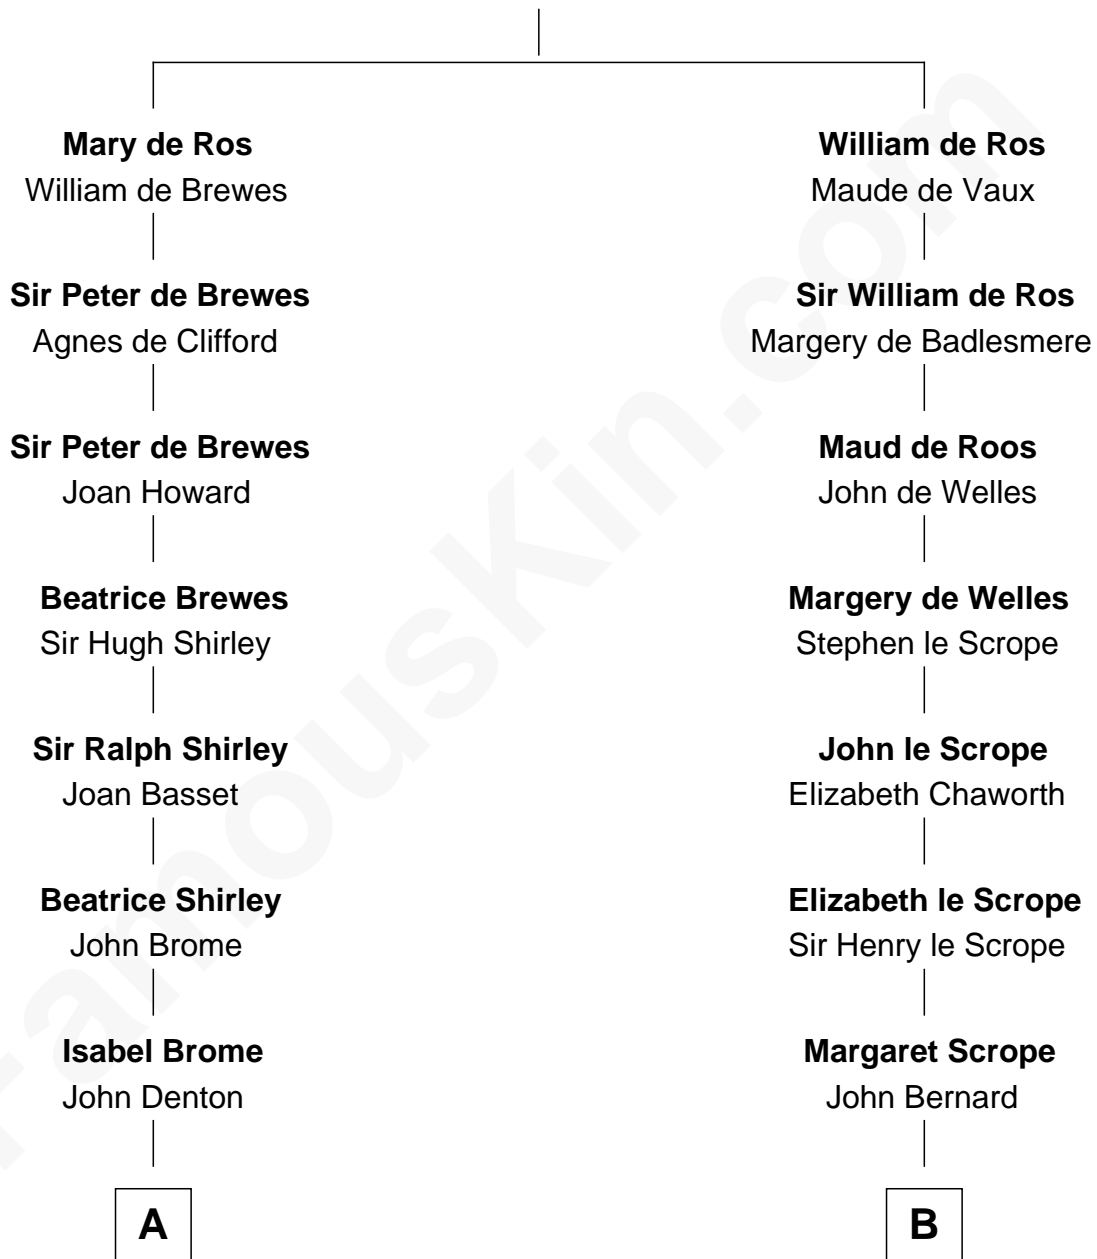 Mary de Ros
William de Brewes
Sir Peter de Brewes
Agnes de Clifford
Sir Peter de Brewes
Joan Howard
Beatrice Brewes
Sir Hugh Shirley
Sir Ralph Shirley
Joan Basset
Beatrice Shirley
John Brome
Isabel Brome
John Denton
A
William de Ros
Maude de Vaux
Sir William de Ros
Margery de Badlesmere
Maud de Roos
John de Welles
Margery de Welles
Stephen le Scrope
John le Scrope
Elizabeth Chaworth
Elizabeth le Scrope
Sir Henry le Scrope
Margaret Scrope
John Bernard
B
FamousKin.com